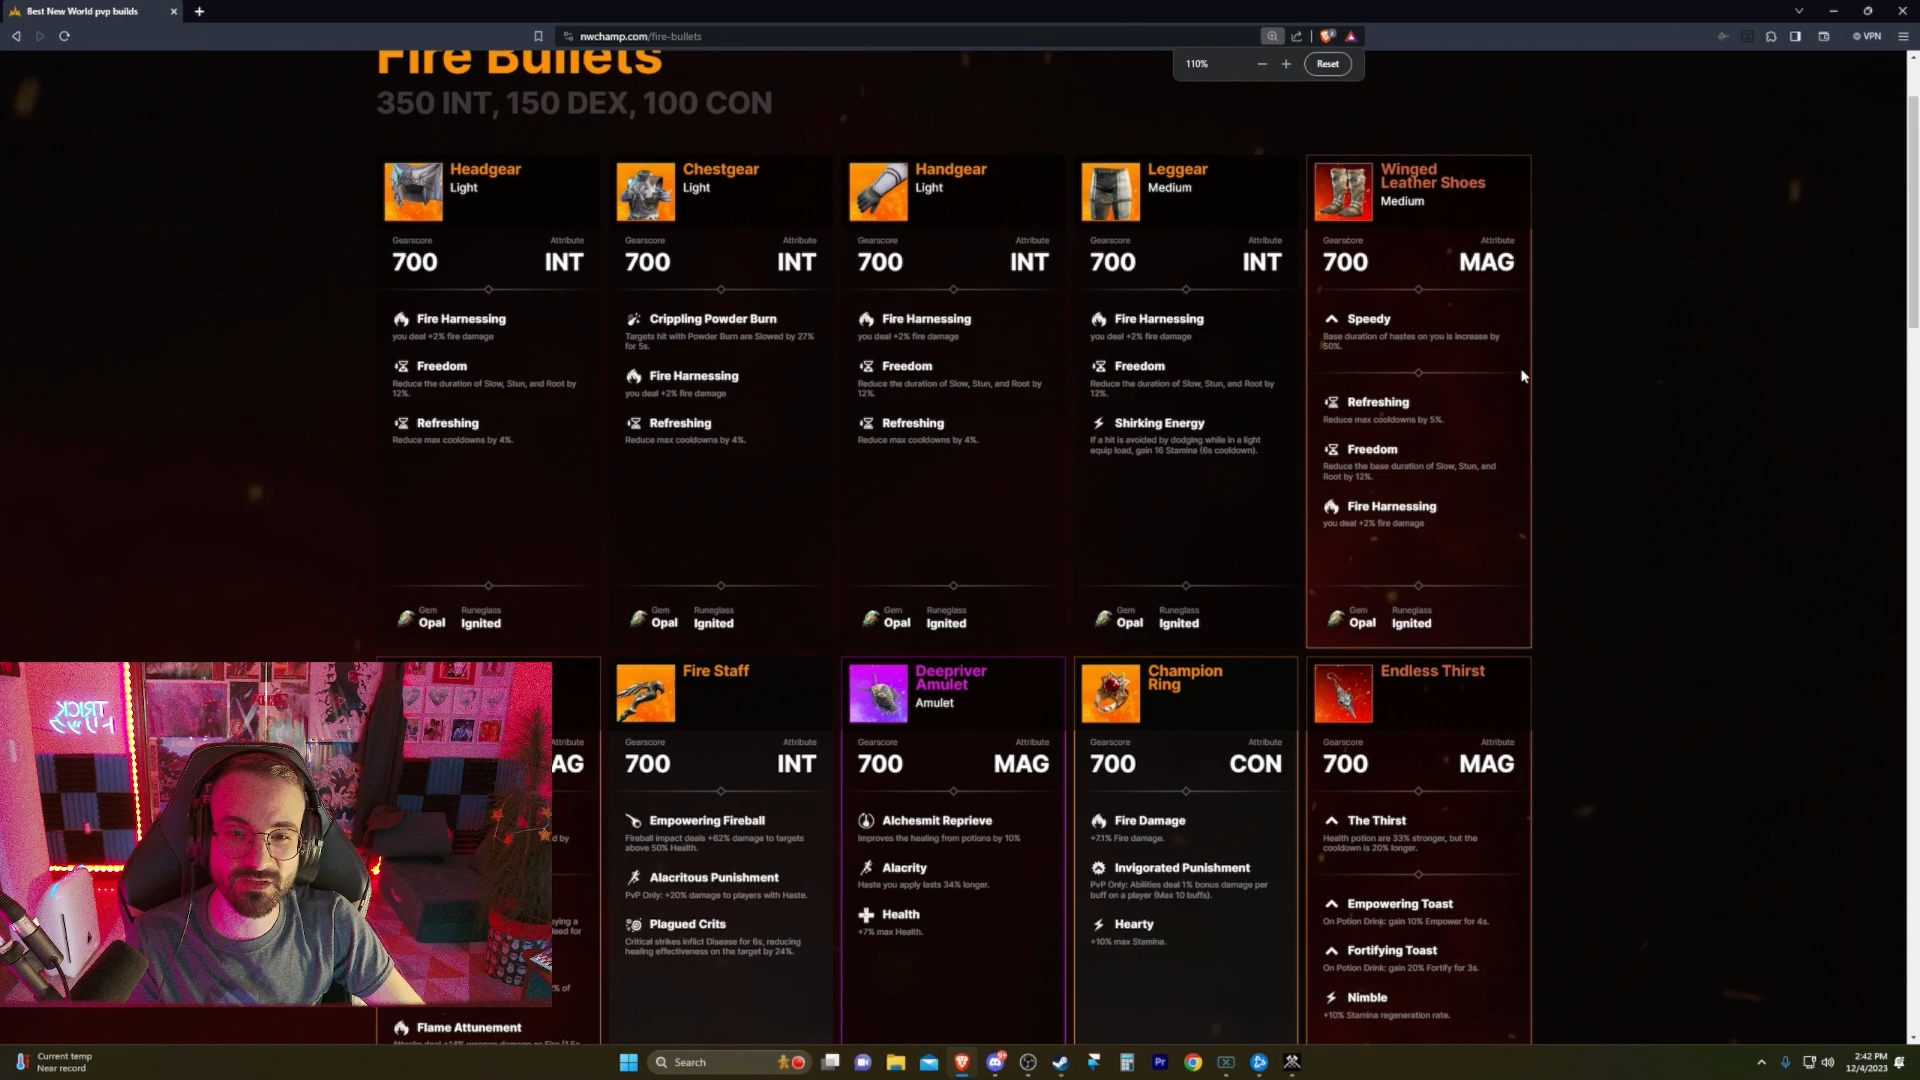 Best New World pvp builds
nwchamp.com/fire-bullets
VPN
110%
Reset
Fire Bullets
350 INT, 150 DEX, 100 CON
Headgear
Light
Gearscore
Attribute
700
INT
Fire Harnessing
you deal +2% fire damage
Freedom
Reduce the duration of Slow, Stun, and Root by
12%.
Refreshing
Reduce max cooldowns by 4%.
Gem
Runeglass
Opal
Ignited
Chestgear
Light
Gearscore
Attribute
700
INT
Crippling Powder Burn
Targets hit with Powder Burn are Slowed by 27%
for 5s.
Fire Harnessing
you deal +2% fire damage
Refreshing
Reduce max cooldowns by 4%.
Gem
Runeglass
Opal
Ignited
Handgear
Light
Gearscore
Attribute
700
INT
Fire Harnessing
you deal +2% fire damage
Freedom
Reduce the duration of Slow, Stun, and Root by
12%.
Refreshing
Reduce max cooldowns by 4%.
Gem
Runeglass
Opal
Ignited
Leggear
Medium
Gearscore
Attribute
700
INT
Fire Harnessing
you deal +2% fire damage
Freedom
Reduce the duration of Slow, Stun, and Root by
12%.
Shirking Energy
If a hit is avoided by dodging while in a light
equip load, gain 16 Stamina (6s cooldown).
Gem
Runeglass
Opal
Ignited
Winged
Leather Shoes
Medium
Gearscore
Attribute
700
MAG
Speedy
Base duration of hastes on you is increase by
50%.
Refreshing
Reduce max cooldowns by 5%.
Freedom
Reduce the base duration of Slow, Stun, and
Root by 12%.
Fire Harnessing
you deal +2% fire damage
Gem
Runeglass
Opal
Ignited
Attribute
AG
Flame Attunement
Fire Staff
Gearscore
Attribute
700
INT
Empowering Fireball
Fireball impact deals +62% damage to targets
above 50% Health.
Alacritous Punishment
PvP Only: +20% damage to players with Haste.
Plagued Crits
Critical strikes inflict Disease for 6s, reducing
healing effectiveness on the target by 24%.
Deepriver
Amulet
Amulet
Gearscore
Attribute
700
MAG
Alchesmit Reprieve
Improves the healing from potions by 10%
Alacrity
Haste you apply lasts 34% longer.
Health
+7% max Health.
Champion
Ring
Gearscore
Attribute
700
CON
Fire Damage
+7.1% Fire damage.
Invigorated Punishment
PvP Only: Abilities deal 1% bonus damage per
buff on a player (Max 10 buffs).
Hearty
+10% max Stamina.
Endless Thirst
Gearscore
Attribute
700
MAG
The Thirst
Health potion are 33% stronger, but the
cooldown is 20% longer.
Empowering Toast
On Potion Drink: gain 10% Empower for 4s.
Fortifying Toast
On Potion Drink: gain 20% Fortify for 3s.
Nimble
+10% Stamina regeneration rate.
TRICK
Current temp
Near record
Search
Pr
2:42 PM
12/4/2023